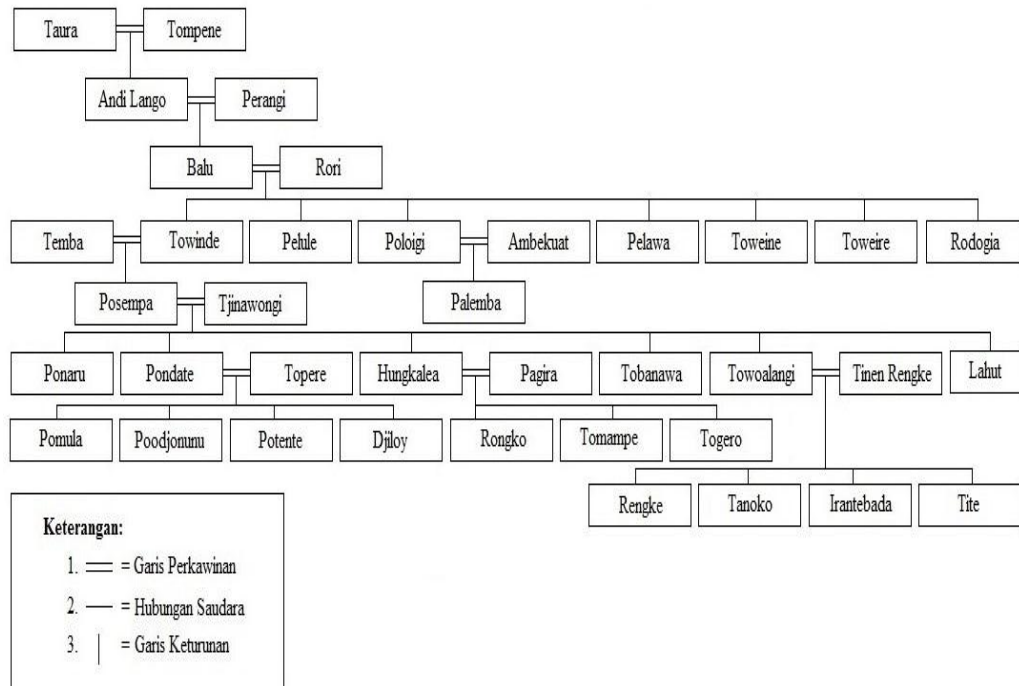 Taura Tompene
Andi Lango Perangi
Balu Rori
Temba Towinde Pelule Poloigi Ambekuat Pelawa Toweine Toweire Rodogia
Posempa Tjinawongi Palemba
Ponaru Pondate Topere Hungkalea Pagira Tobanawa Towoalangi Tinen Rengke Lahut
Pomula Poodjonunu Potente Djiloy Rongko Tomampe Togero
Rengke Tanoko Irantebada Tite
Keterangan:
1. = Garis Perkawinan
2. = Hubungan Saudara
3. = Garis Keturunan